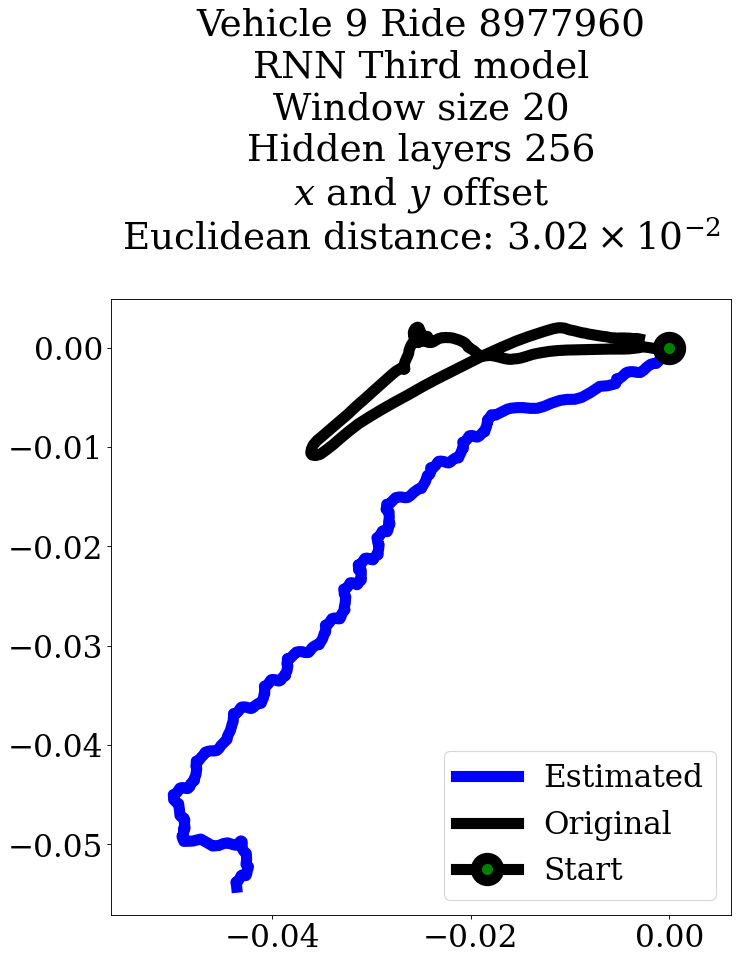 Vehicle 9 Ride 8977960
RNN Third model
Window size 20
Hidden layers 256
x and y offset
Euclidean distance: 3.02 × 10⁻²
0.00
−0.01
−0.02
−0.03
−0.04
−0.05
Estimated
Original
Start
−0.04 −0.02 0.00